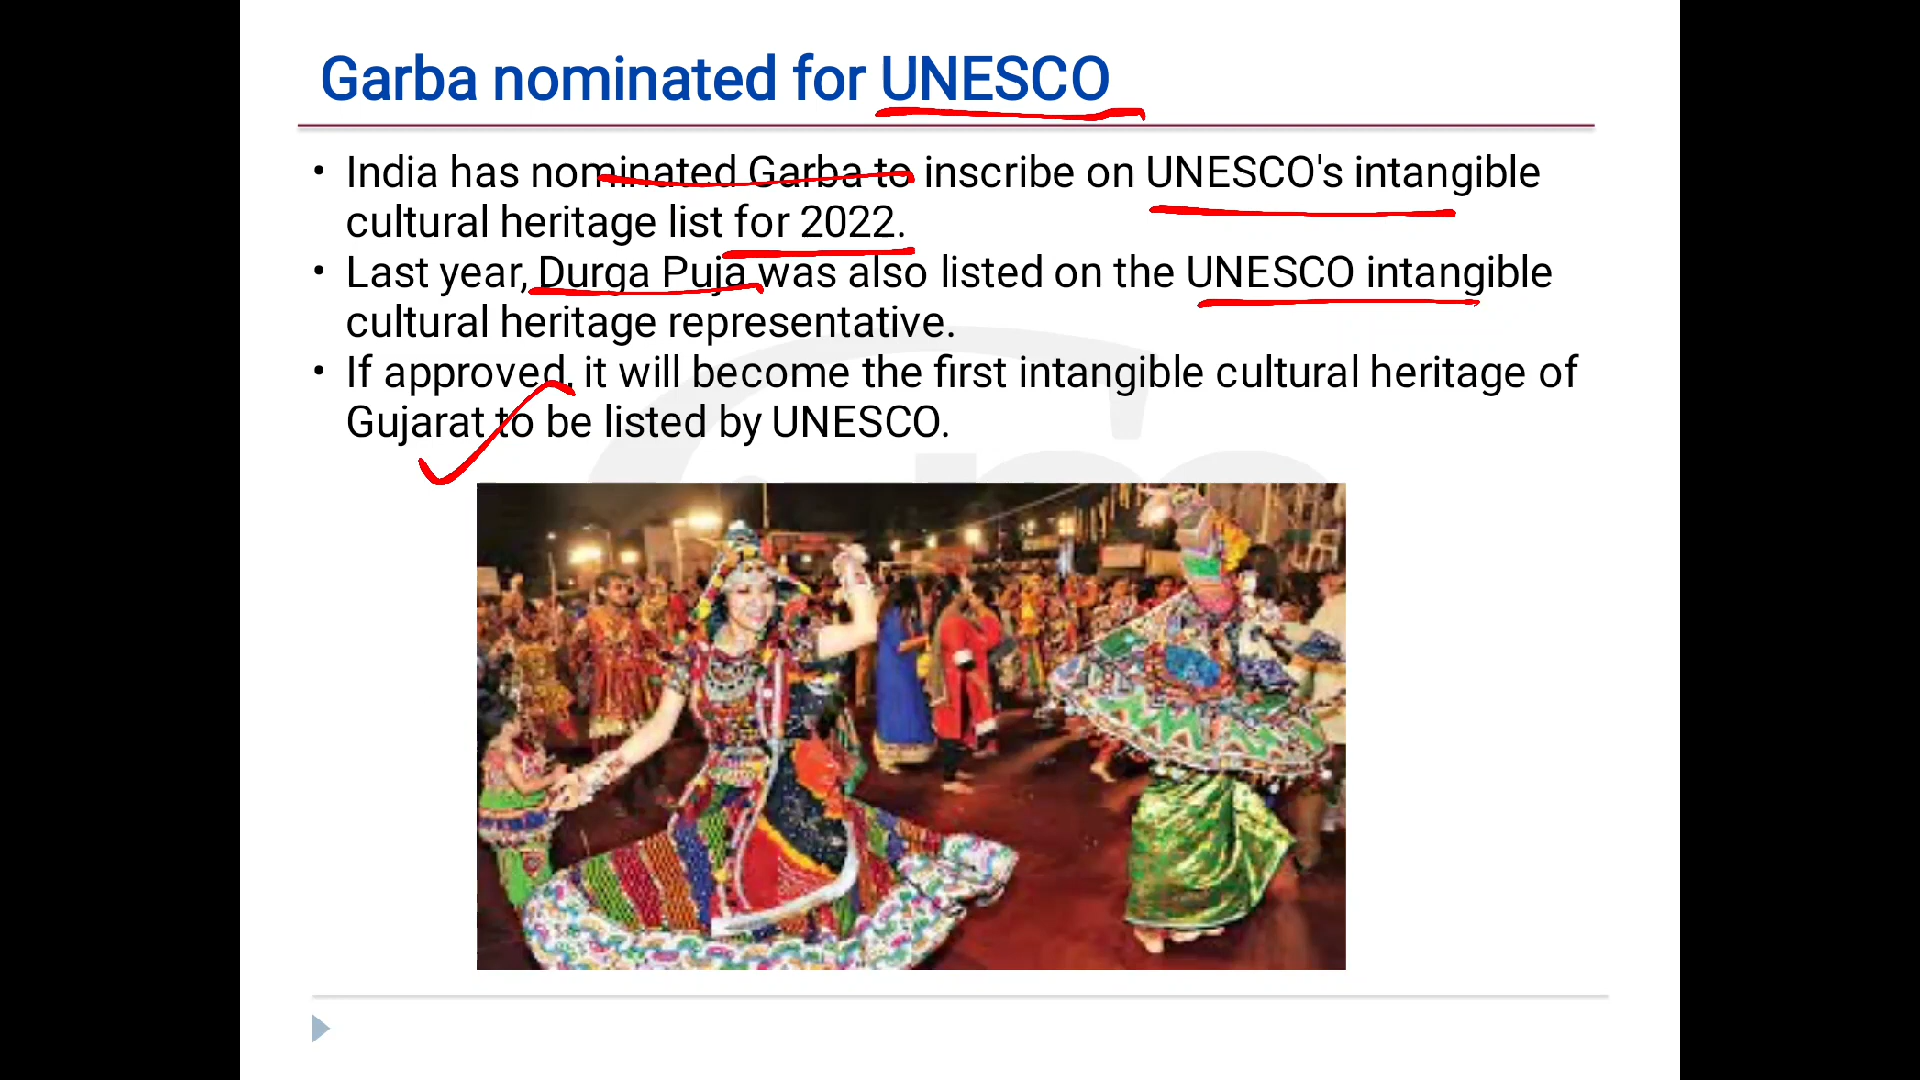 Garba nominated for UNESCO
• India has nominated Garba to inscribe on UNESCO's intangible
cultural heritage list for 2022.
• Last year, Durga Puja was also listed on the UNESCO intangible
cultural heritage representative.
• If approved, it will become the first intangible cultural heritage of
Gujarat to be listed by UNESCO.